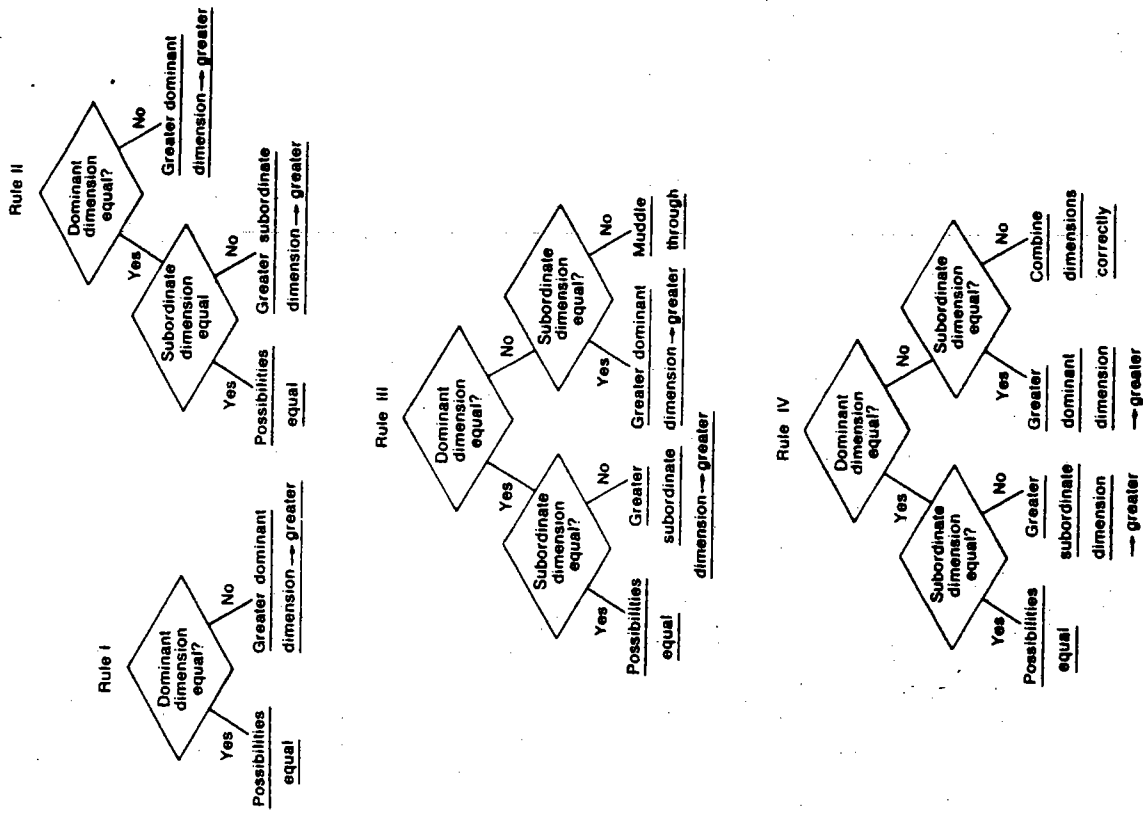 Rule I
Dominant
dimension
equal?
Yes
No
Possibilities
equal
Greater dominant
dimension→greater
Rule II
Dominant
dimension
equal?
Yes
No
Subordinate
dimension
equal
Greater dominant
dimension→greater
Yes
No
Possibilities
equal
Greater subordinate
dimension→greater
Rule III
Dominant
dimension
equal?
Yes
No
Subordinate
dimension
equal?
Subordinate
dimension
equal?
Yes
No
Yes
No
Possibilities
equal
Greater
subordinate
dimension→greater
Greater dominant
dimension→greater
Muddle
through
Rule IV
Dominant
dimension
equal?
Yes
No
Subordinate
dimension
equal?
Subordinate
dimension
equal?
Yes
No
Yes
No
Possibilities
equal
Greater
subordinate
dimension
→greater
Greater
dominant
dimension
→greater
Combine
dimensions
correctly